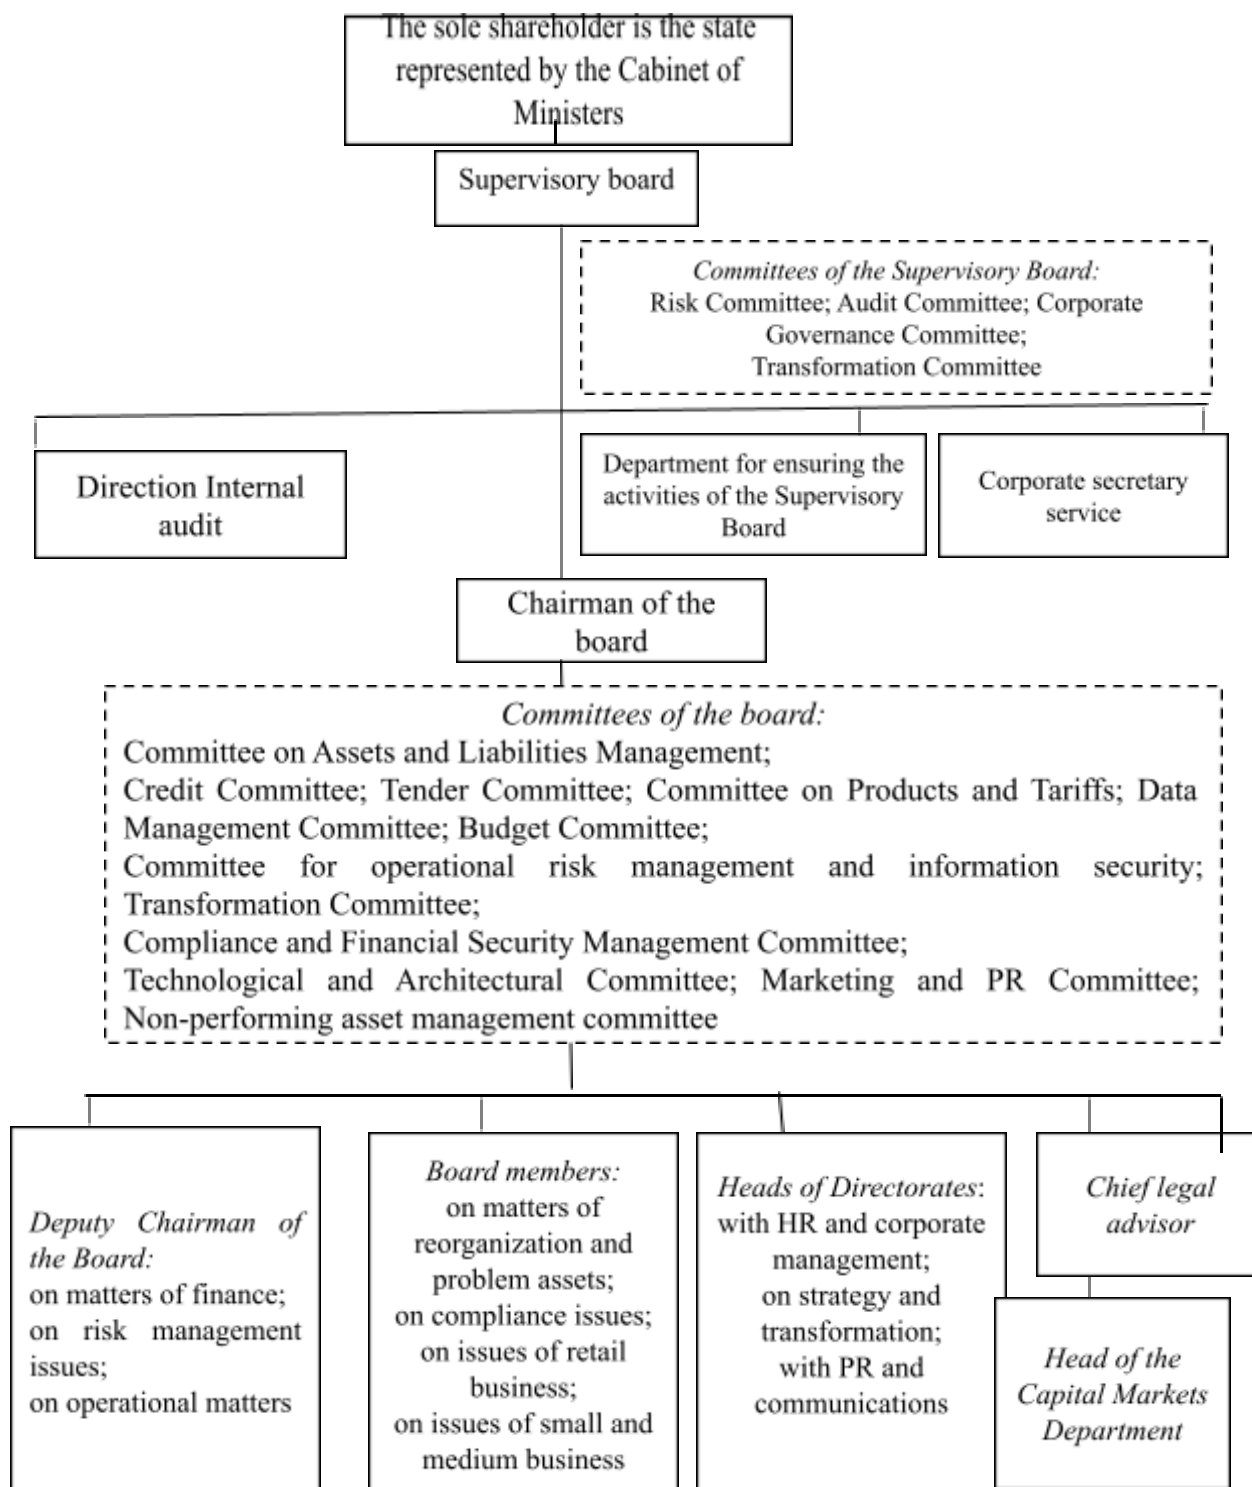 The sole shareholder is the state
represented by the Cabinet of
Ministers
Supervisory board
Committees of the Supervisory Board:
Risk Committee; Audit Committee; Corporate
Governance Committee;
Transformation Committee
Direction Internal
audit
Department for ensuring the
activities of the Supervisory
Board
Corporate secretary
service
Chairman of the
board
Committees of the board:
Committee on Assets and Liabilities Management;
Credit Committee; Tender Committee; Committee on Products and Tariffs; Data
Management Committee; Budget Committee;
Committee for operational risk management and information security;
Transformation Committee;
Compliance and Financial Security Management Committee;
Technological and Architectural Committee; Marketing and PR Committee;
Non-performing asset management committee
Deputy Chairman of
the Board:
on matters of finance;
on risk management
issues;
on operational matters
Board members:
on matters of
reorganization and
problem assets;
on compliance issues;
on issues of retail
business;
on issues of small and
medium business
Heads of Directorates:
with HR and corporate
management;
on strategy and
transformation;
with PR and
communications
Chief legal
advisor
Head of the
Capital Markets
Department